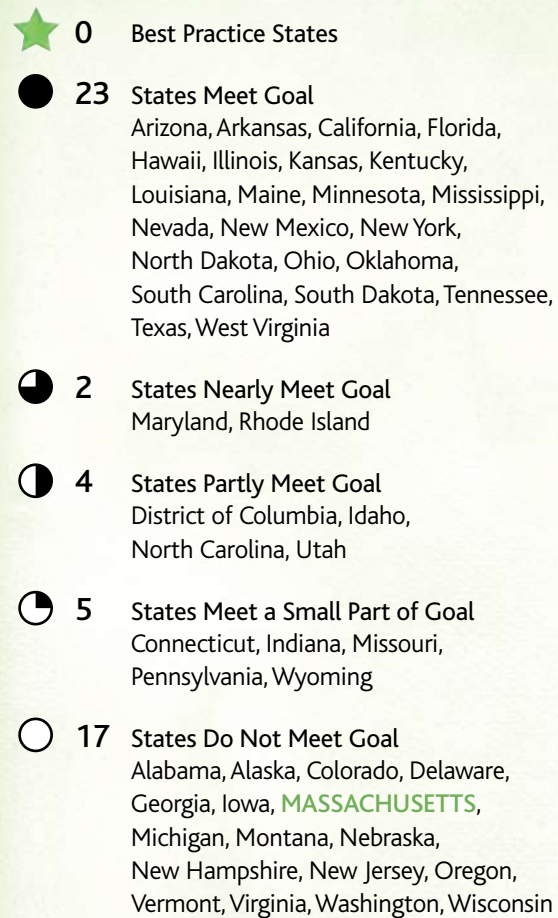 0 Best Practice States
23 States Meet Goal
Arizona, Arkansas, California, Florida,
Hawaii, Illinois, Kansas, Kentucky,
Louisiana, Maine, Minnesota, Mississippi,
Nevada, New Mexico, New York,
North Dakota, Ohio, Oklahoma,
South Carolina, South Dakota, Tennessee,
Texas, West Virginia
2 States Nearly Meet Goal
Maryland, Rhode Island
4 States Partly Meet Goal
District of Columbia, Idaho,
North Carolina, Utah
5 States Meet a Small Part of Goal
Connecticut, Indiana, Missouri,
Pennsylvania, Wyoming
17 States Do Not Meet Goal
Alabama, Alaska, Colorado, Delaware,
Georgia, Iowa, MASSACHUSETTS,
Michigan, Montana, Nebraska,
New Hampshire, New Jersey, Oregon,
Vermont, Virginia, Washington, Wisconsin